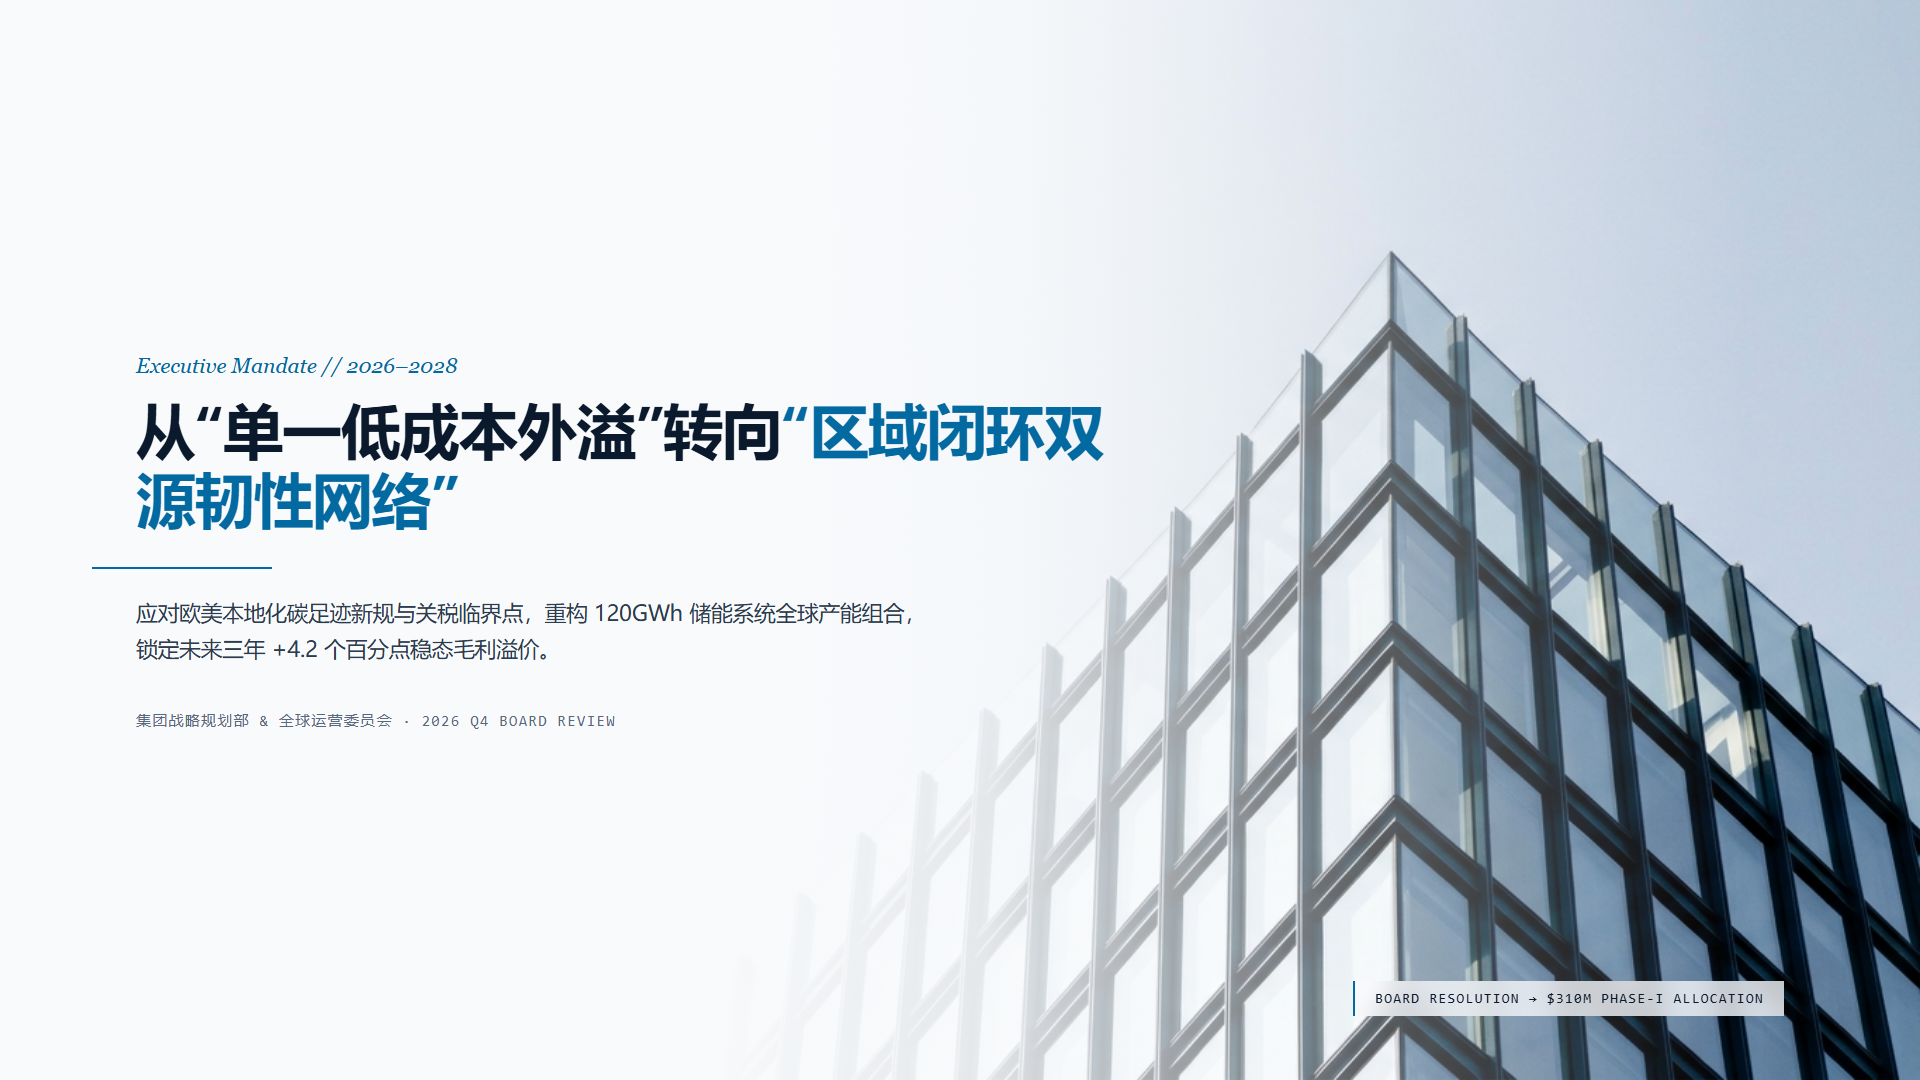 Executive Mandate // 2026–2028
从“单一低成本外溢”转向“区域闭环双
源韧性网络”
应对欧美本地化碳足迹新规与关税临界点，重构 120GWh 储能系统全球产能组合，
锁定未来三年 +4.2 个百分点稳态毛利溢价。
集团战略规划部 & 全球运营委员会 · 2026 Q4 BOARD REVIEW
BOARD RESOLUTION → $310M PHASE-I ALLOCATION